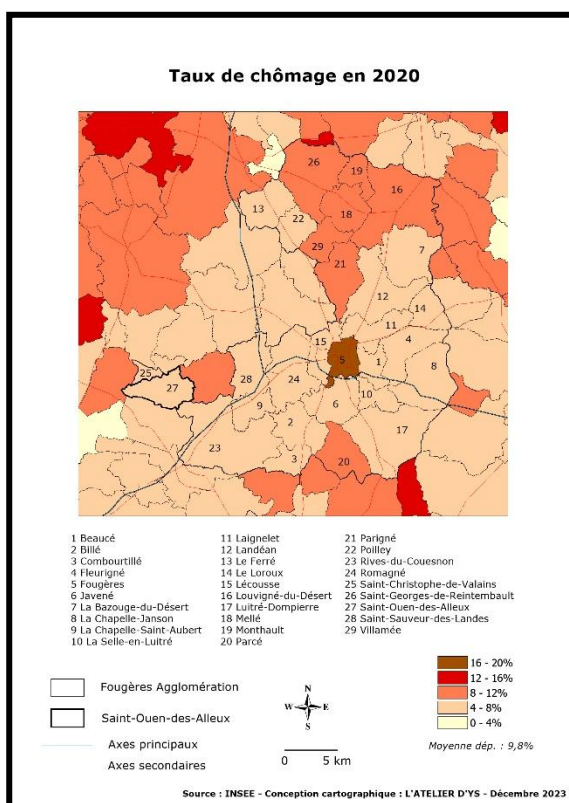 Taux de chômage en 2020
26
19
16
13
22
18
29
7
21
12
14
15
11
4
5
1
8
25
27
28
24
10
9
6
2
17
23
3
20
1 Beaucé
2 Billé
3 Combourtillé
4 Fleurigné
5 Fougères
6 Javené
7 La Bazouge-du-Désert
8 La Chapelle-Janson
9 La Chapelle-Saint-Aubert
10 La Selle-en-Luitré
11 Laignelet
12 Landéan
13 Le Ferré
14 Le Loroux
15 Lécousse
16 Louvigné-du-Désert
17 Luitré-Dompierre
18 Mellé
19 Monthault
20 Parcé
21 Parigné
22 Poilley
23 Rives-du-Couesnon
24 Romagné
25 Saint-Christophe-de-Valains
26 Saint-Georges-de-Reintembault
27 Saint-Ouen-des-Alleux
28 Saint-Sauveur-des-Landes
29 Villamée
Fougères Agglomération
Saint-Ouen-des-Alleux
Axes principaux
Axes secondaires
N
W E
S
0 5 km
16 - 20%
12 - 16%
8 - 12%
4 - 8%
0 - 4%
Moyenne dép. : 9,8%
Source : INSEE - Conception cartographique : L'ATELIER D'YS - Décembre 2023